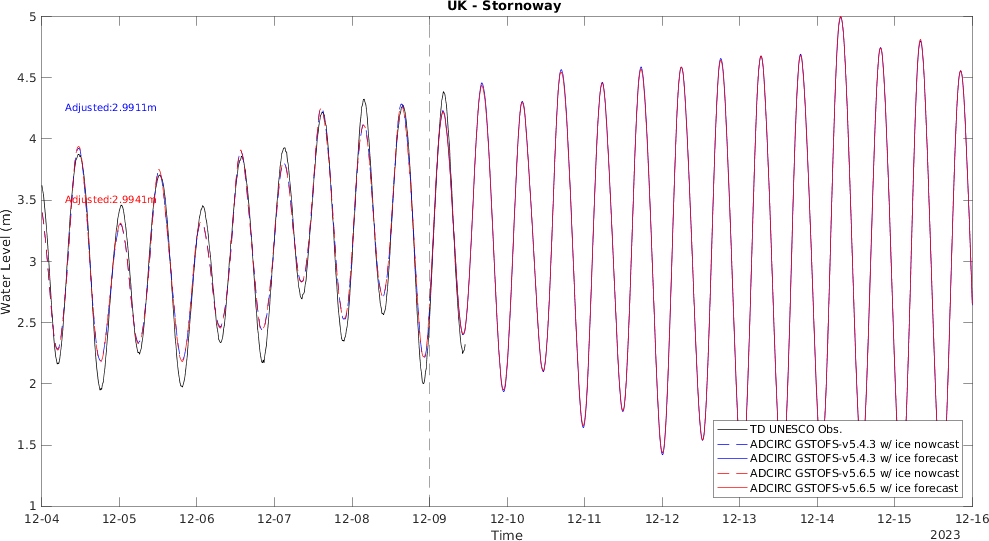 UK - Stornoway
5
4.5
4
3.5
3
2.5
2
1.5
1
Water Level (m)
Adjusted:2.9911m
Adjusted:2.9941m
TD UNESCO Obs.
ADCIRC GSTOFS-v5.4.3 w/ ice nowcast
ADCIRC GSTOFS-v5.4.3 w/ ice forecast
ADCIRC GSTOFS-v5.6.5 w/ ice nowcast
ADCIRC GSTOFS-v5.6.5 w/ ice forecast
12-04 12-05 12-06 12-07 12-08 12-09 12-10 12-11 12-12 12-13 12-14 12-15 12-16
Time
2023